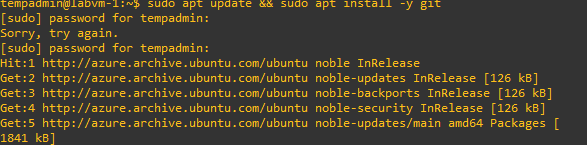 tempadmin@labvm-1:~$ sudo apt update && sudo apt install -y git
[sudo] password for tempadmin:
Sorry, try again.
[sudo] password for tempadmin:
Hit:1 http://azure.archive.ubuntu.com/ubuntu noble InRelease
Get:2 http://azure.archive.ubuntu.com/ubuntu noble-updates InRelease [126 kB]
Get:3 http://azure.archive.ubuntu.com/ubuntu noble-backports InRelease [126 kB]
Get:4 http://azure.archive.ubuntu.com/ubuntu noble-security InRelease [126 kB]
Get:5 http://azure.archive.ubuntu.com/ubuntu noble-updates/main amd64 Packages [
1841 kB]